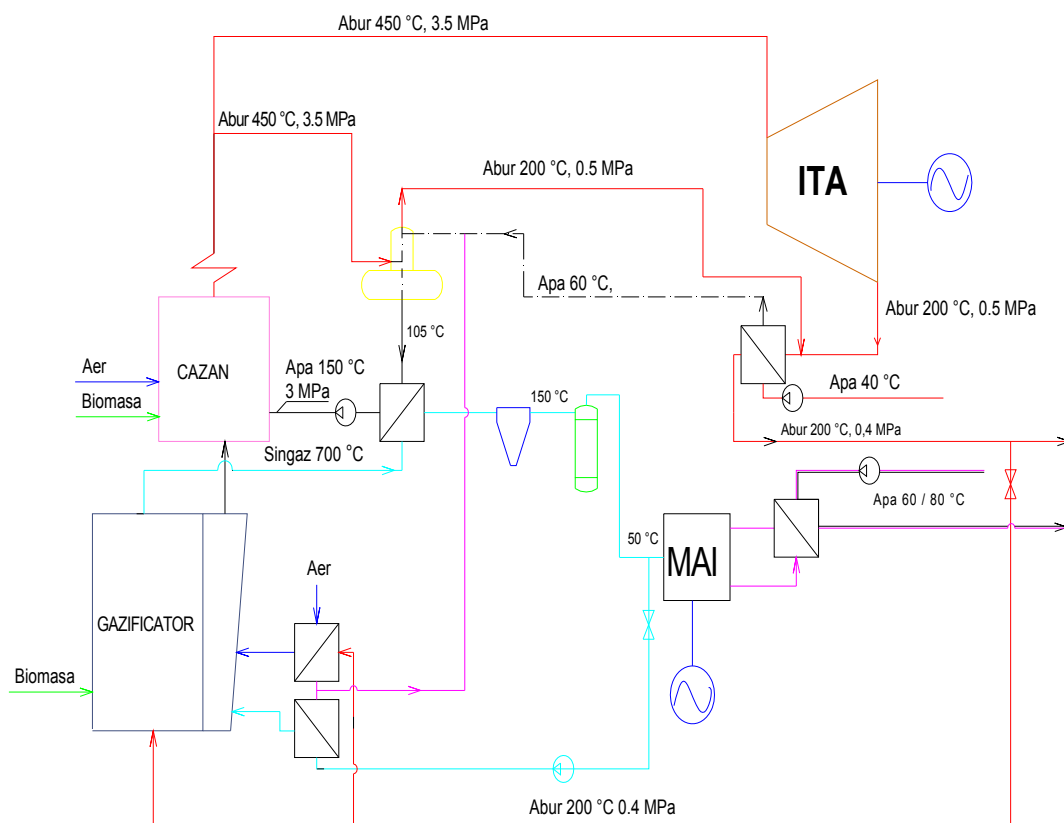 Abur 450 °C, 3.5 MPa
Abur 450 °C, 3.5 MPa
Abur 200 °C, 0.5 MPa
ITA
Apa 60 °C,
Abur 200 °C, 0.5 MPa
105 °C
Aer
CAZAN
Apa 150 °C
3 MPa
Biomasa
150 °C
Apa 40 °C
Abur 200 °C, 0,4 MPa
Singaz 700 °C
Apa 60 / 80 °C
50 °C
MAI
Aer
GAZIFICATOR
Biomasa
Abur 200 °C 0.4 MPa